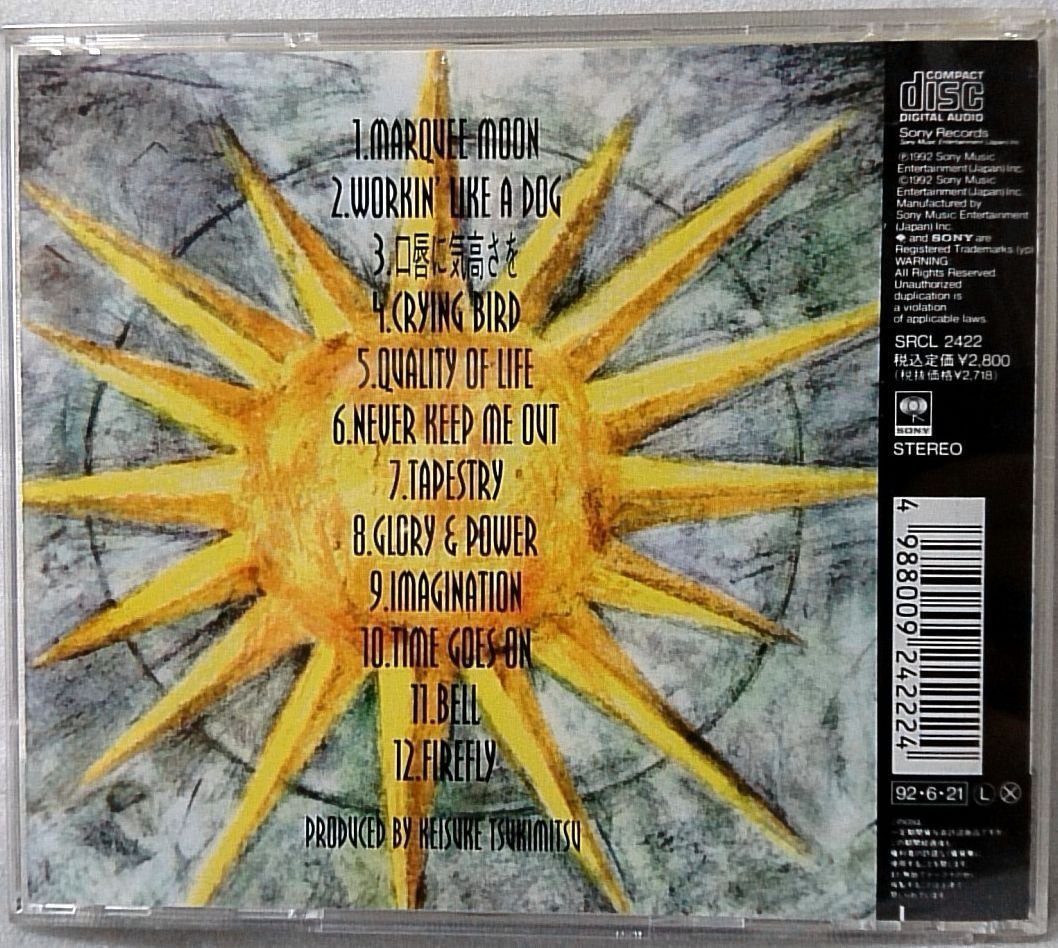 1.MARQUEE MOON
2.WORKIN' LIKE A DOG
3.口唇に気高さを
4.CRYING BIRD
5.QUALITY OF LIFE
6.NEVER KEEP ME OUT
7.TAPESTRY
8.GLORY & POWER
9.IMAGINATION
10.TIME GOES ON
11.BELL
12.FIREFLY
PRODUCED BY KEISUKE TSUKIMITSU
COMPACT
disc
DIGITAL AUDIO
Sony Records
Sony Music Entertainment (Japan) Inc.
℗1992 Sony Music
Entertainment (Japan) Inc.
©1992 Sony Music
Entertainment (Japan) Inc.
Manufactured by
Sony Music Entertainment
(Japan) Inc.
and SONY are
Registered Trademarks (yp)
WARNING
All Rights Reserved
Unauthorized
duplication is
a violation
of applicable laws.
SRCL 2422
税込定価¥2,800
(税抜価格¥2,718)
SONY
STEREO
4 988009 242224
92・6・21 L X